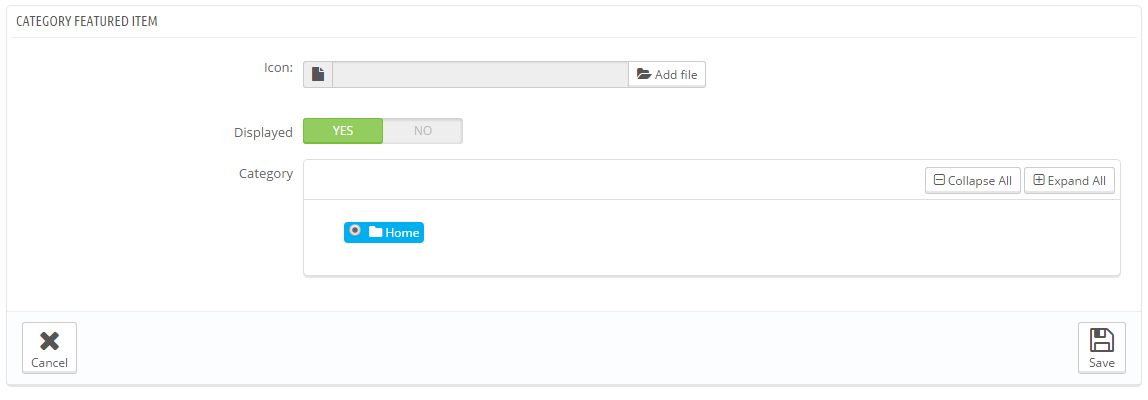 CATEGORY FEATURED ITEM
Icon:
Add file
Displayed
YES
NO
Category
Collapse All
Expand All
Home
Cancel
Save